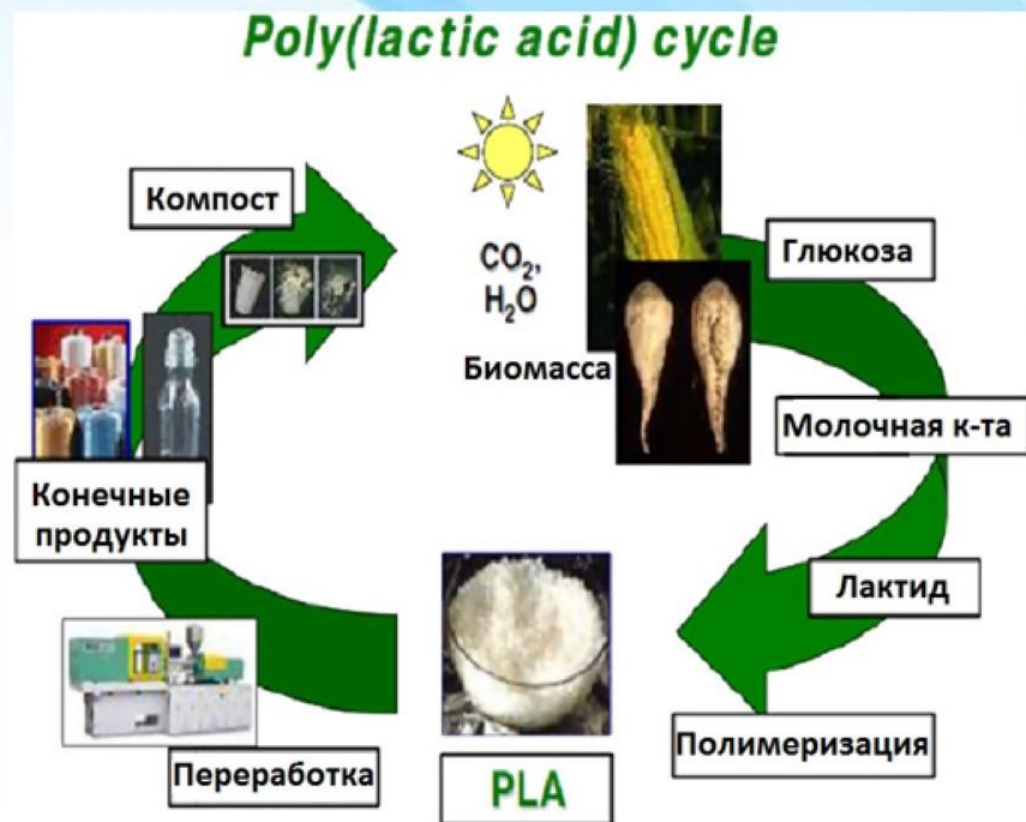 Poly(lactic acid) cycle
Компост
CO₂,
H₂O
Биомасса
Глюкоза
Молочная к-та
Лактид
Полимеризация
PLA
Переработка
Конечные
продукты